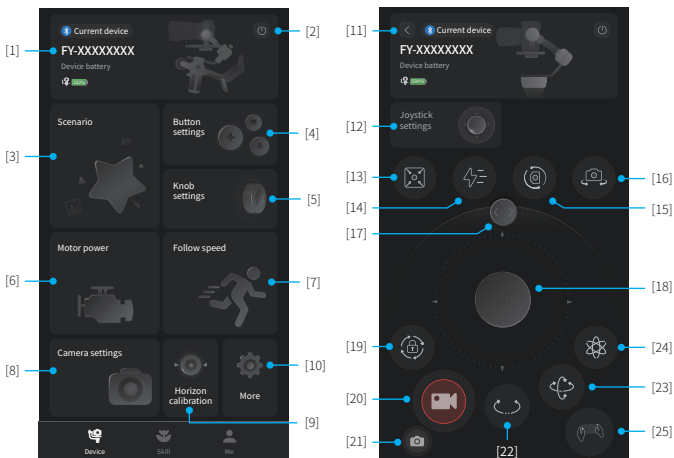 Current device
[1]
FY-XXXXXXXX
[2]
Device battery
100%
Scenario
[3]
Button
settings
[4]
Knob
settings
[5]
Motor power
[6]
Follow speed
[7]
Camera settings
[8]
Horizon
calibration
[9]
More
[10]
Device
Skill
Me
[11]
Current device
FY-XXXXXXXX
Device battery
Joystick
settings
[12]
[13]
[14]
[15]
[16]
[17]
[18]
[19]
[20]
[21]
[22]
[23]
[24]
[25]